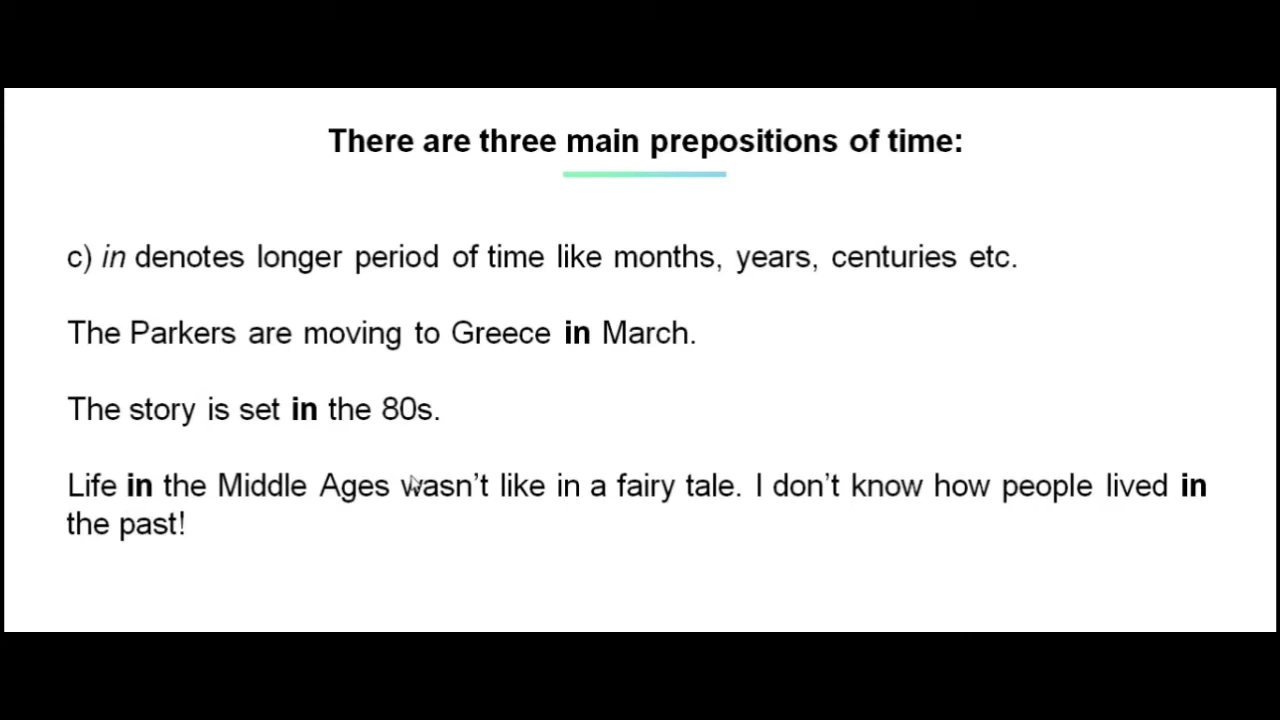 There are three main prepositions of time:
c) in denotes longer period of time like months, years, centuries etc.
The Parkers are moving to Greece in March.
The story is set in the 80s.
Life in the Middle Ages wasn’t like in a fairy tale. I don’t know how people lived in
the past!